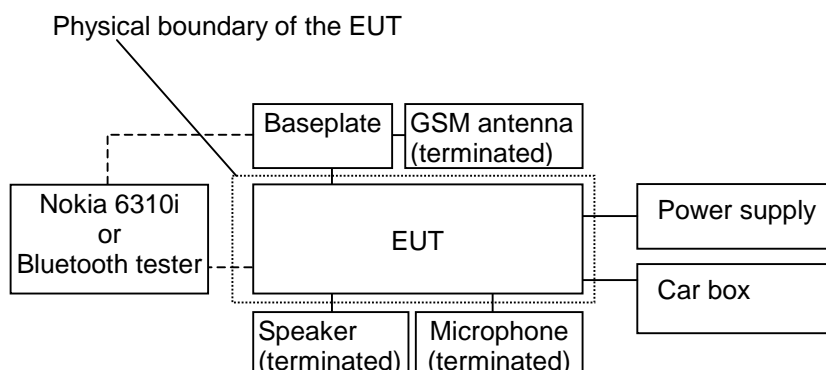 Physical boundary of the EUT
Baseplate
GSM antenna
(terminated)
Nokia 6310i
or
Bluetooth tester
EUT
Power supply
Car box
Speaker
(terminated)
Microphone
(terminated)